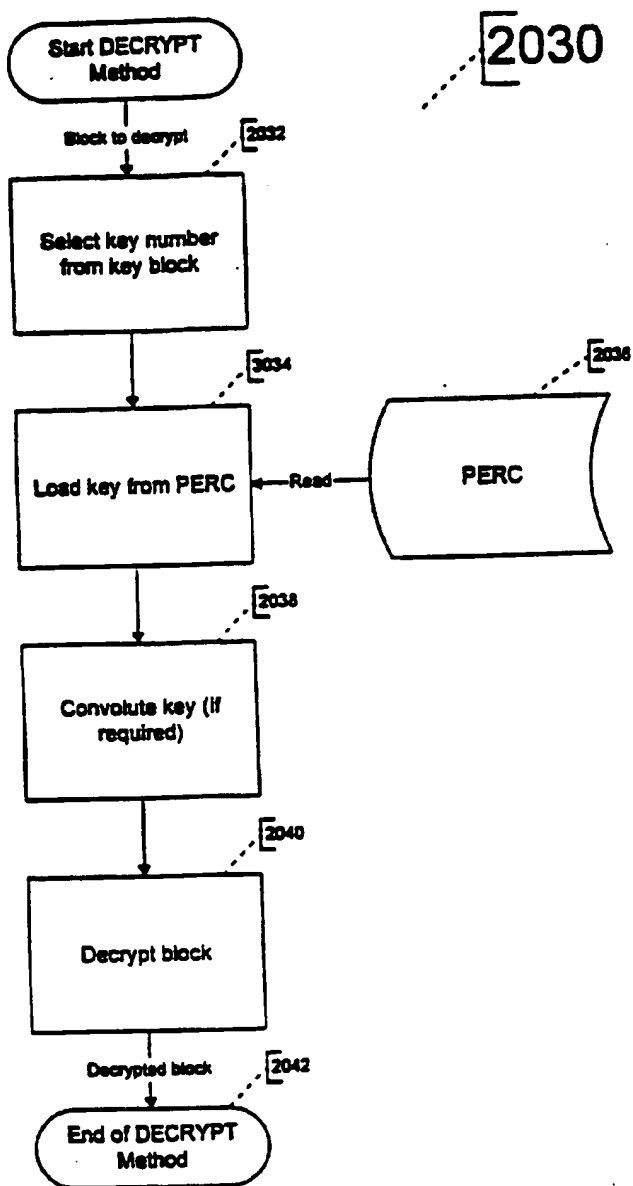 Start DECRYPT
Method
2030
Block to decrypt
2032
Select key number
from key block
3034
2036
Load key from PERC
Read
PERC
2038
Convolute key (if
required)
2040
Decrypt block
Decrypted block
2042
End of DECRYPT
Method